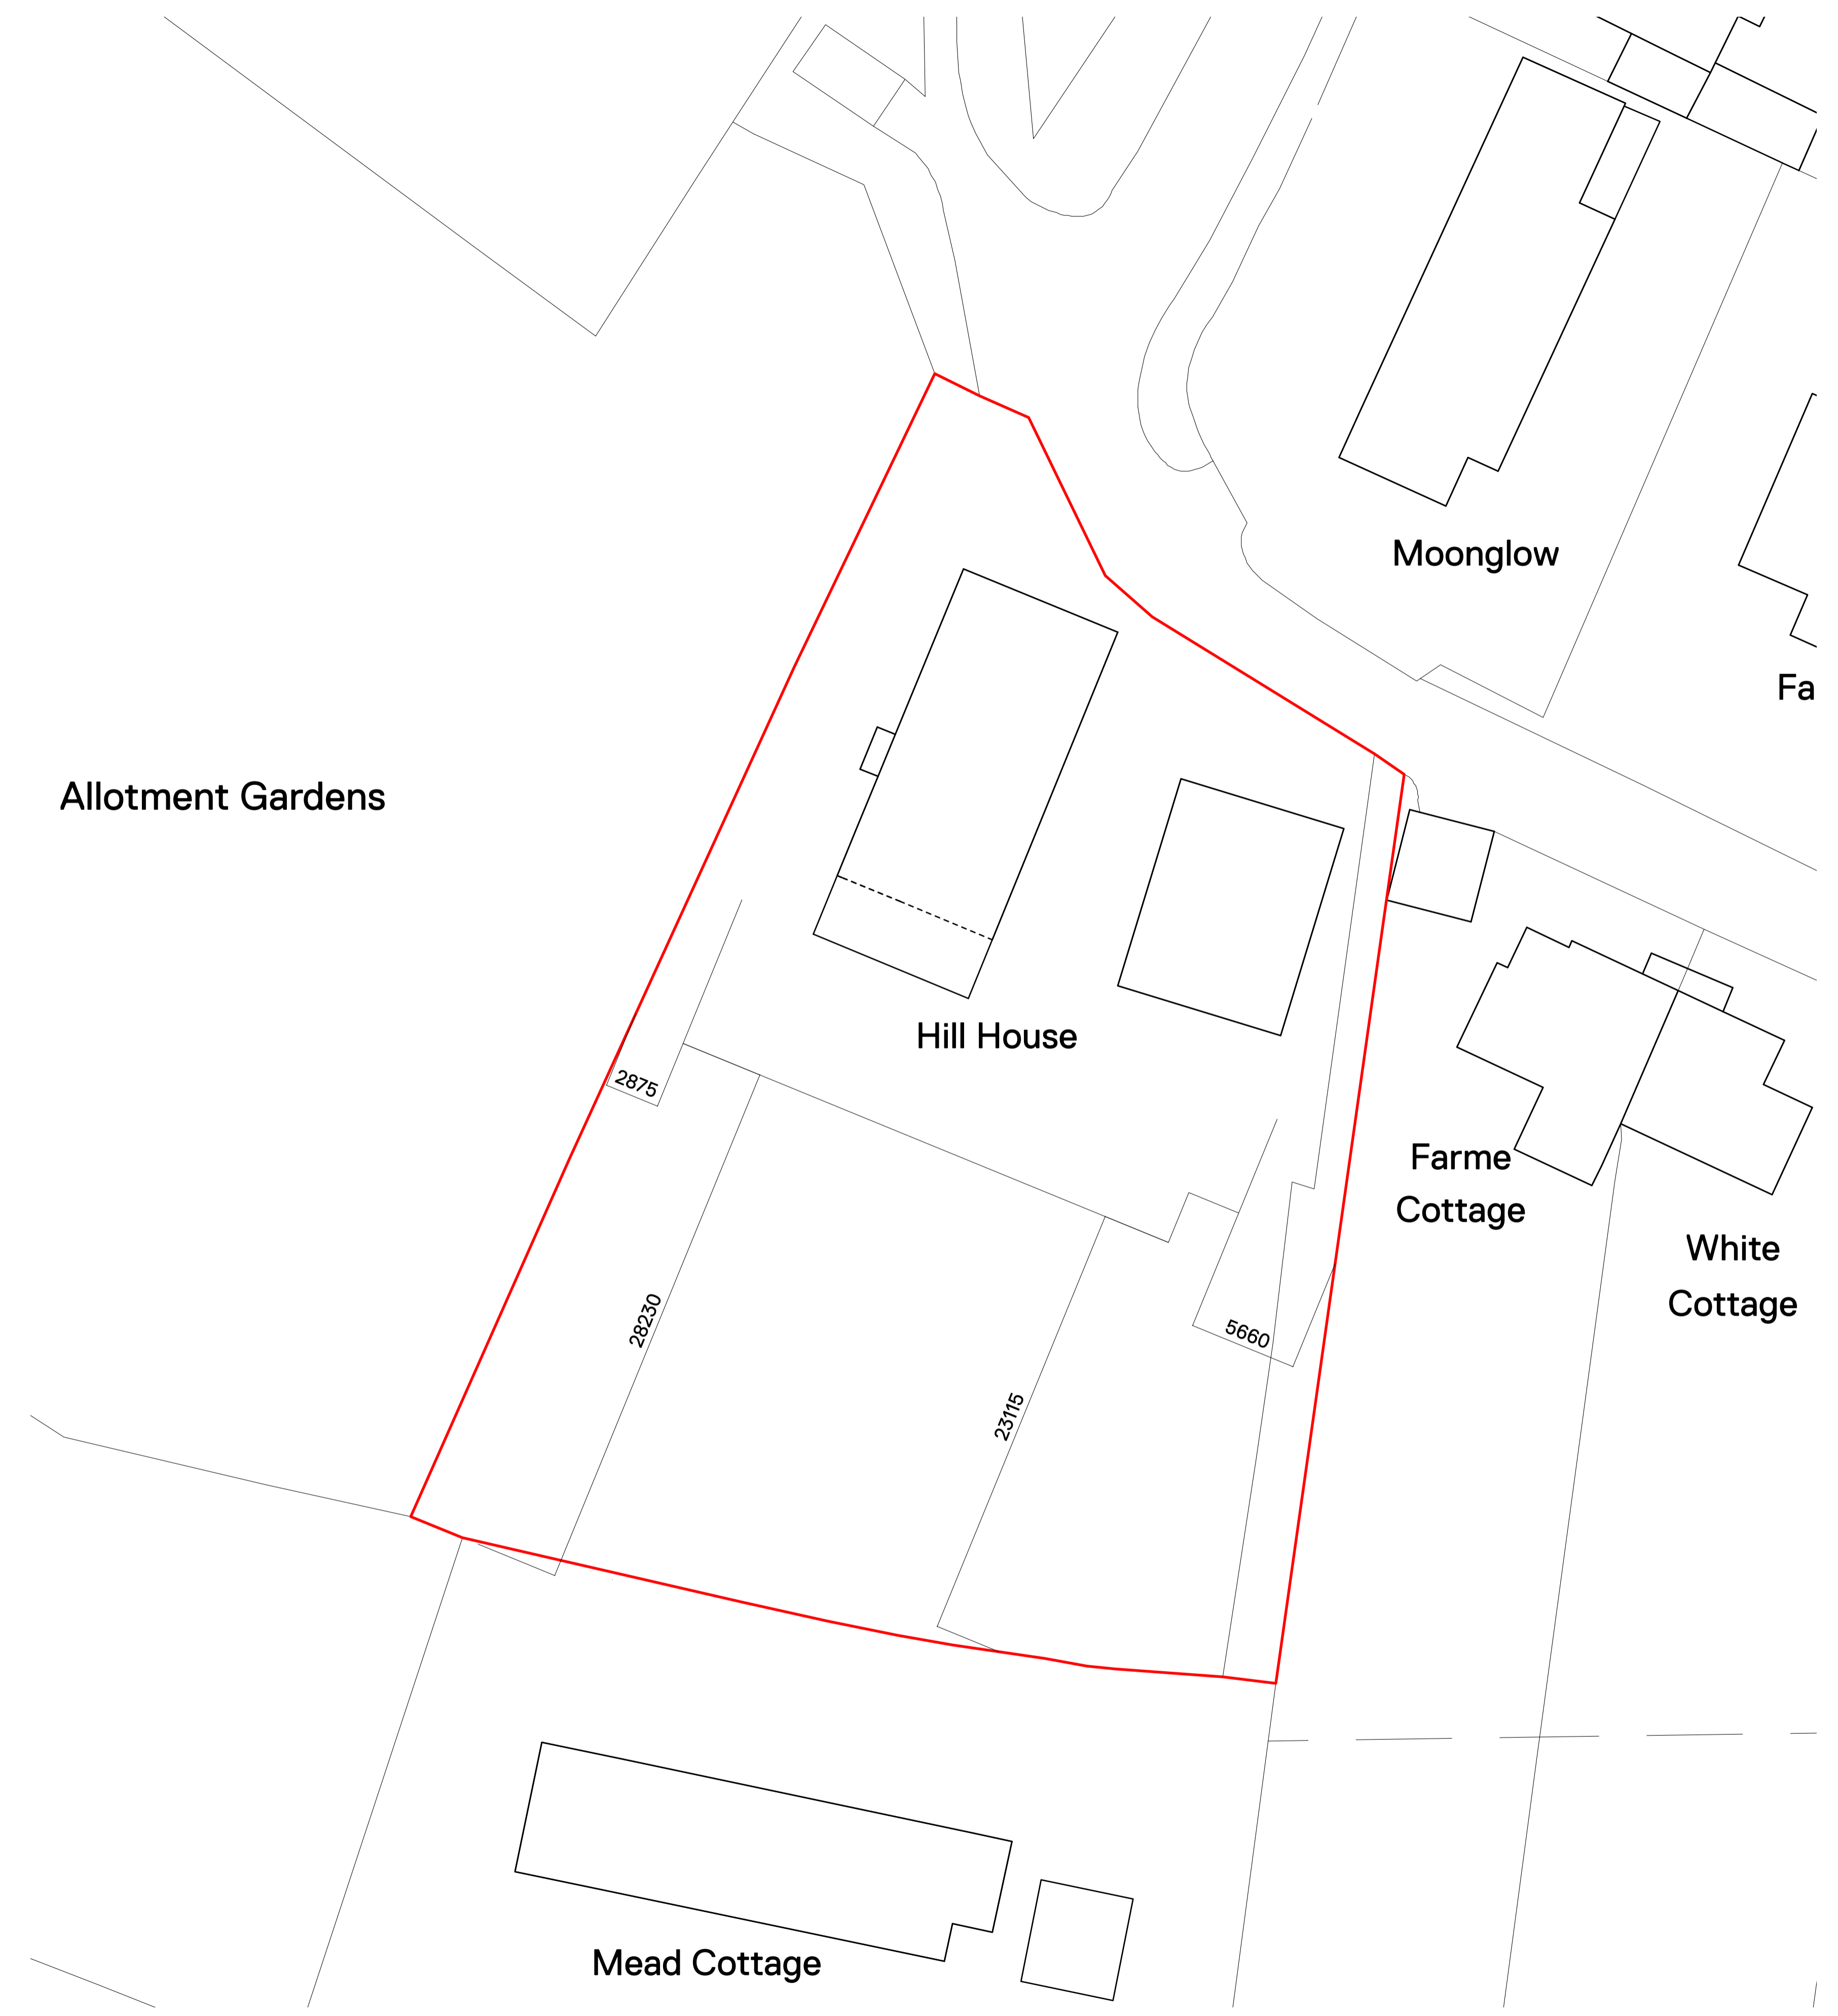 Moonglow
Fa
Allotment Gardens
Hill House
2875
Farme
Cottage
White
Cottage
28230
5660
23115
Mead Cottage